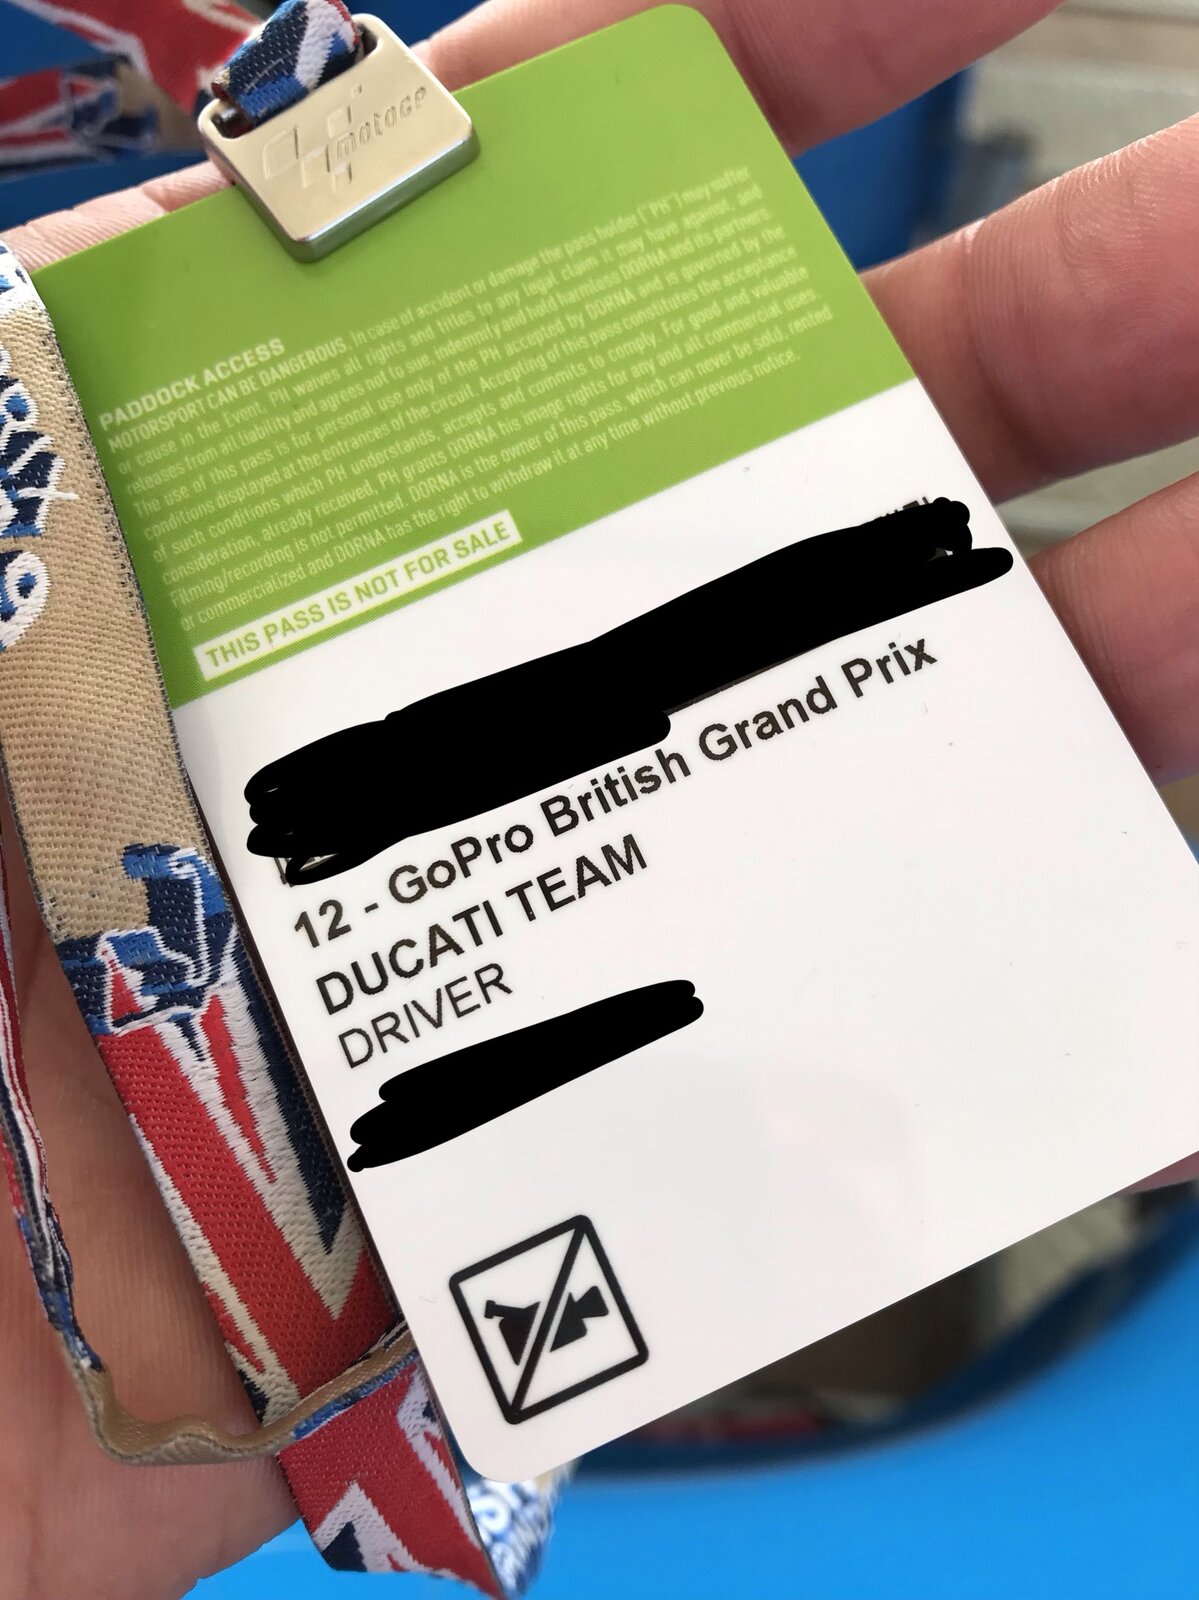 motoGP
PADDOCK ACCESS
MOTORSPORT CAN BE DANGEROUS. In case of accident or damage the pass holder ("PH") may suffer
or cause in the Event, PH waives all rights and titles to any legal claim it may have against, and
releases from all liability and agrees not to sue, indemnify and hold harmless DORNA and its partners.
The use of this pass is for personal use only of the PH accepted by DORNA and is governed by the
conditions displayed at the entrances of the circuit. Accepting of this pass constitutes the acceptance
of such conditions which PH understands, accepts and commits to comply. For good and valuable
consideration, already received, PH grants DORNA his image rights for any and all commercial uses.
Filming/recording is not permitted. DORNA is the owner of this pass, which can never be sold, rented
or commercialized and DORNA has the right to withdraw it at any time without previous notice.
THIS PASS IS NOT FOR SALE
12 - GoPro British Grand Prix
DUCATI TEAM
DRIVER